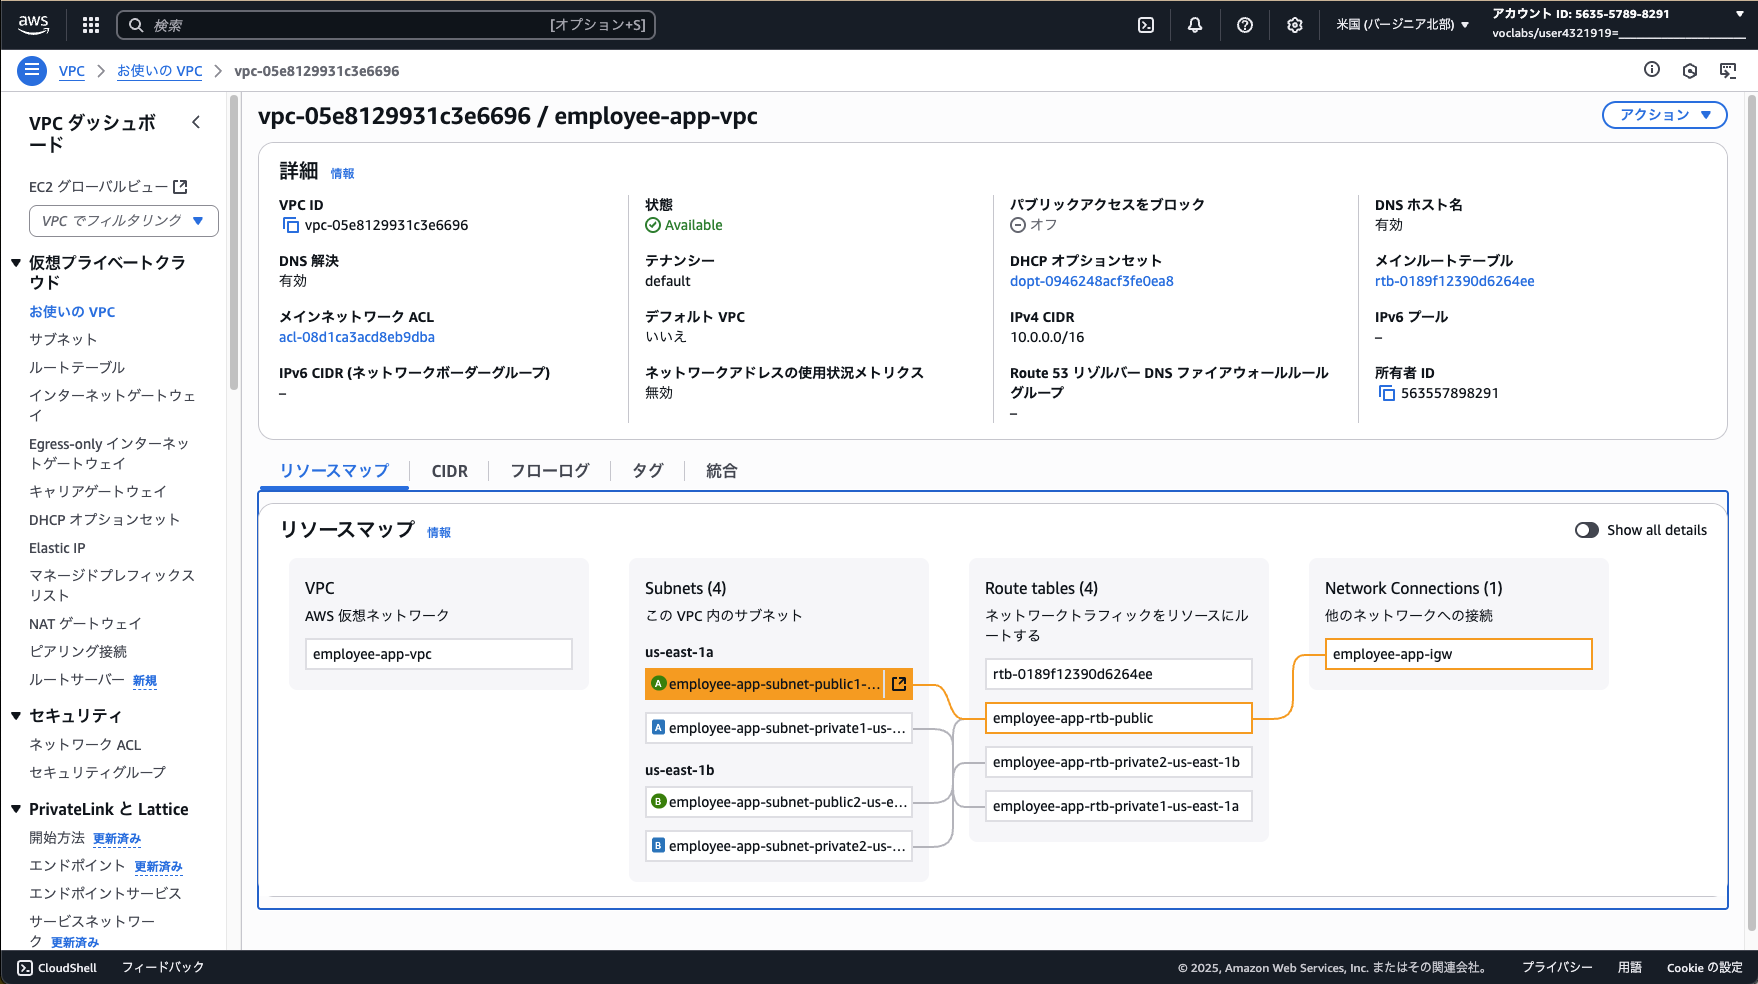 aws
検索
[オプション+S]
米国 (バージニア北部)
アカウント ID: 5635-5789-8291
voclabs/user4321919=____________________
VPC
お使いの VPC
vpc-05e8129931c3e6696
VPC ダッシュボ
ード
EC2 グローバルビュー
VPC でフィルタリング
仮想プライベートクラ
ウド
お使いの VPC
サブネット
ルートテーブル
インターネットゲートウェ
イ
Egress-only インターネッ
トゲートウェイ
キャリアゲートウェイ
DHCP オプションセット
Elastic IP
マネージドプレフィックス
リスト
NAT ゲートウェイ
ピアリング接続
ルートサーバー 新規
セキュリティ
ネットワーク ACL
セキュリティグループ
PrivateLink と Lattice
開始方法 更新済み
エンドポイント 更新済み
エンドポイントサービス
サービスネットワー
ク 更新済み
vpc-05e8129931c3e6696 / employee-app-vpc
アクション
詳細 情報
VPC ID
vpc-05e8129931c3e6696
状態
Available
パブリックアクセスをブロック
オフ
DNS ホスト名
有効
DNS 解決
有効
テナンシー
default
DHCP オプションセット
dopt-0946248acf3fe0ea8
メインルートテーブル
rtb-0189f12390d6264ee
メインネットワーク ACL
acl-08d1ca3acd8eb9dba
デフォルト VPC
いいえ
IPv4 CIDR
10.0.0.0/16
IPv6 プール
–
IPv6 CIDR (ネットワークボーダーグループ)
–
ネットワークアドレスの使用状況メトリクス
無効
Route 53 リゾルバー DNS ファイアウォールルール
グループ
–
所有者 ID
563557898291
リソースマップ
CIDR
フローログ
タグ
統合
リソースマップ 情報
Show all details
VPC
AWS 仮想ネットワーク
employee-app-vpc
Subnets (4)
この VPC 内のサブネット
us-east-1a
A employee-app-subnet-public1-...
A employee-app-subnet-private1-us-...
us-east-1b
B employee-app-subnet-public2-us-e...
B employee-app-subnet-private2-us-...
Route tables (4)
ネットワークトラフィックをリソースにル
ートする
rtb-0189f12390d6264ee
employee-app-rtb-public
employee-app-rtb-private2-us-east-1b
employee-app-rtb-private1-us-east-1a
Network Connections (1)
他のネットワークへの接続
employee-app-igw
CloudShell
フィードバック
© 2025, Amazon Web Services, Inc. またはその関連会社。
プライバシー
用語
Cookie の設定